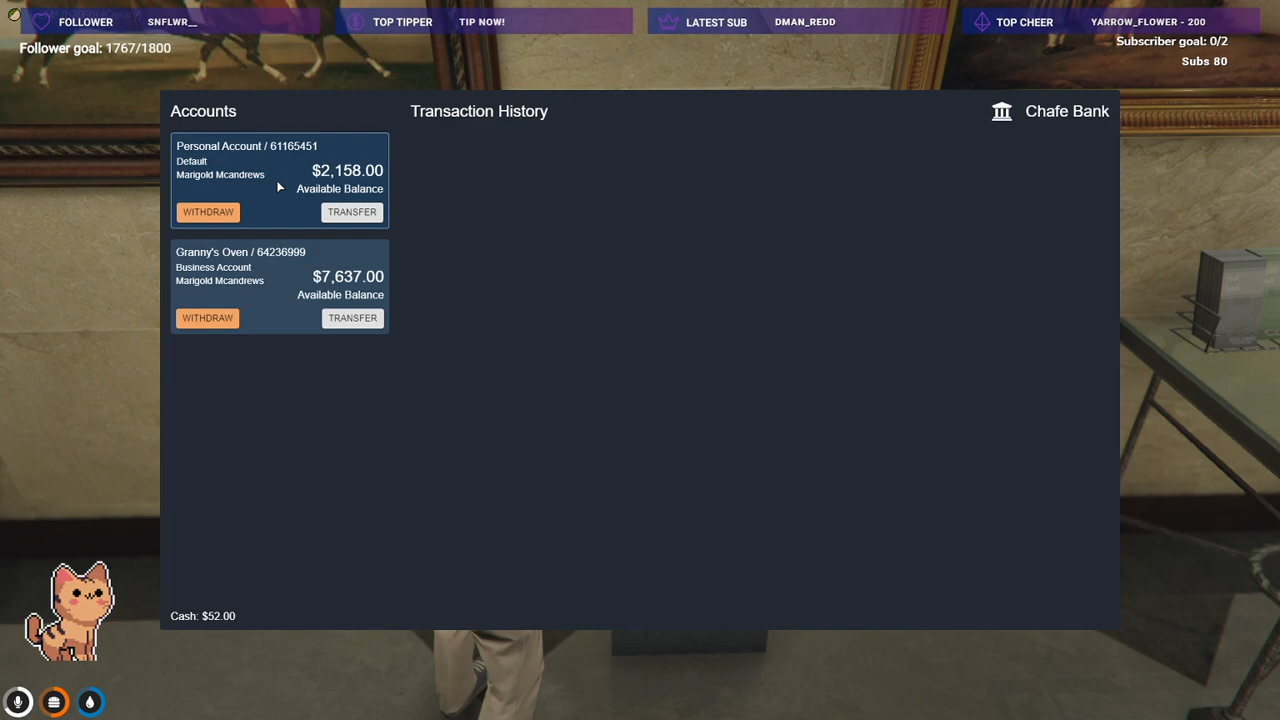 FOLLOWER SNFLWR__ TOP TIPPER TIP NOW! LATEST SUB DMAN_REDD TOP CHEER YARROW_FLOWER - 200
Follower goal: 1767/1800
Subscriber goal: 0/2
Subs 80
Accounts
Transaction History
Chafe Bank
Personal Account / 61165451
Default
Marigold Mcandrews
$2,158.00
Available Balance
WITHDRAW
TRANSFER
Granny's Oven / 64236999
Business Account
Marigold Mcandrews
$7,637.00
Available Balance
WITHDRAW
TRANSFER
Cash: $52.00